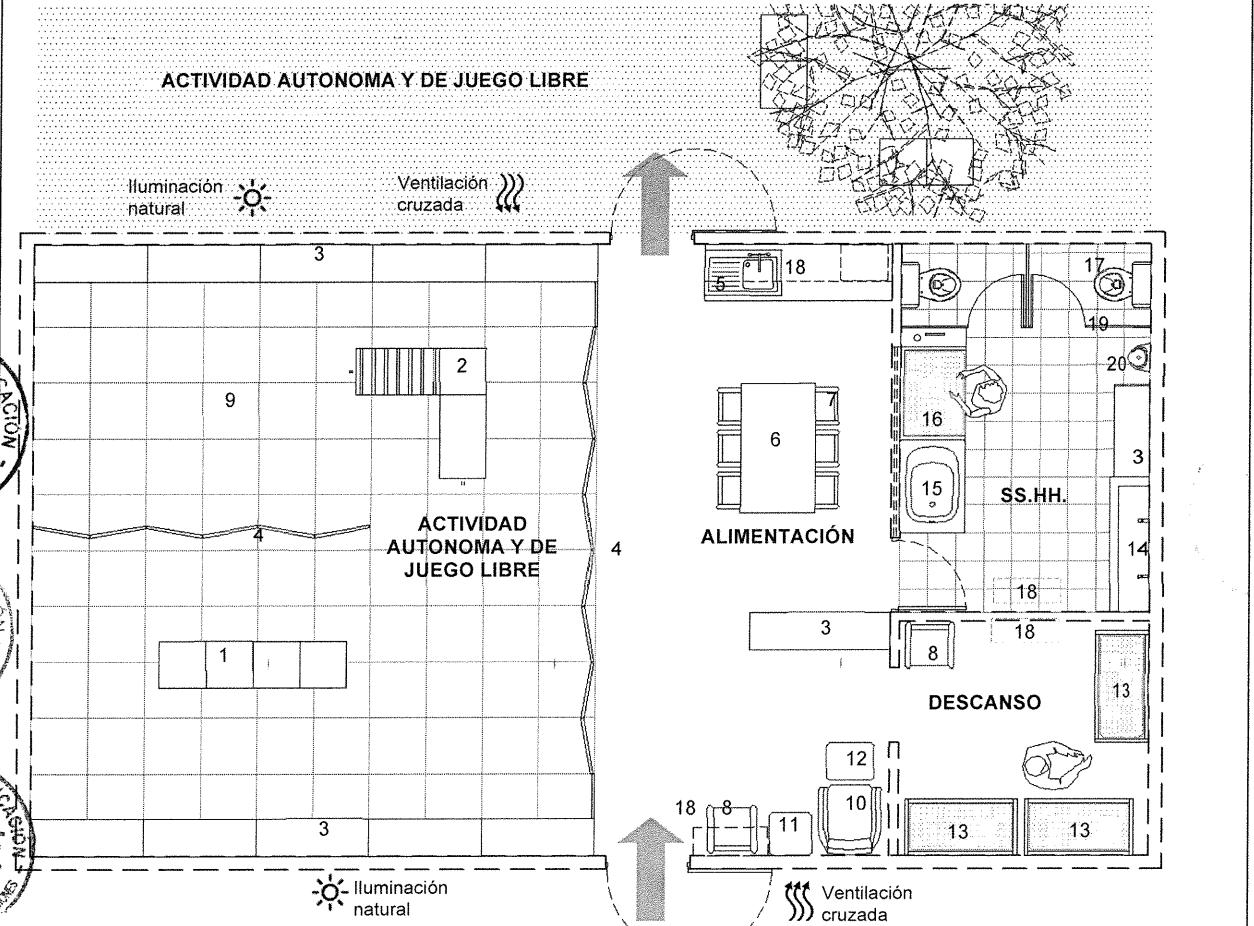 ACTIVIDAD AUTONOMA Y DE JUEGO LIBRE
Iluminación
natural
Ventilación
cruzada
3
18
5
17
19
20
2
9
7
6
16
3
15
SS.HH.
ACTIVIDAD
AUTONOMA Y DE
JUEGO LIBRE
4
4
ALIMENTACIÓN
14
18
3
18
1
8
13
DESCANSO
12
18
8
10
11
3
13
13
Iluminación
natural
Ventilación
cruzada